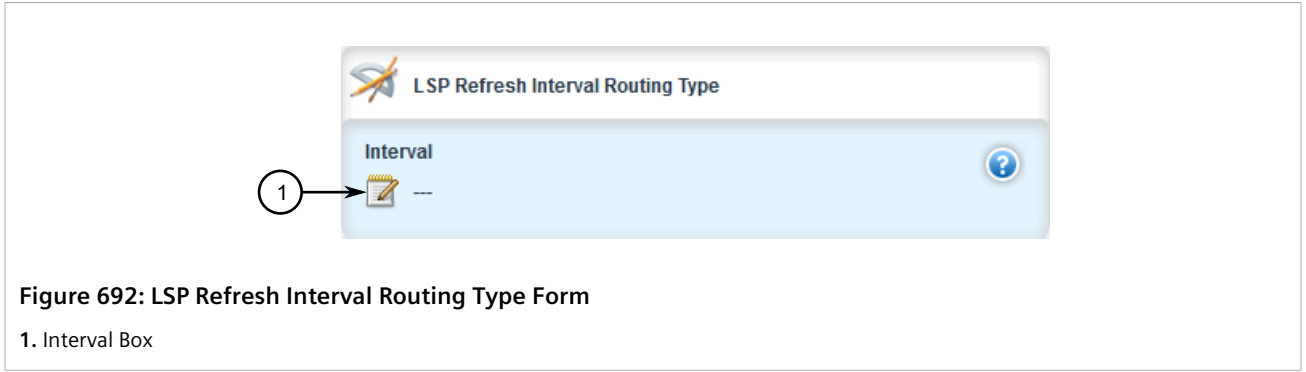 LSP Refresh Interval Routing Type
Interval
1
---
Figure 692: LSP Refresh Interval Routing Type Form
1. Interval Box